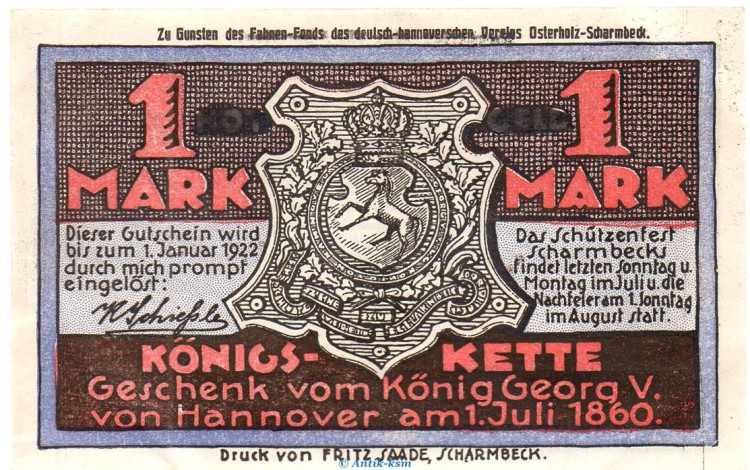 Zu Gunsten des Fahnen-Fonds des deutsch-hannoverschen Vereins Osterholz-Scharmbeck.
1 NOT GELD 1
MARK MARK
Dieser Gutschein wird
bis zum 1. Januar 1922
durch mich prompt
eingelöst:
Das Schützenfest
Scharmbecks
findet letzten Sonntag u.
Montag im Juli u. die
Nachfeier am 1. Sonntag
im August statt.
KÖNIGS- KETTE
Geschenk vom König Georg V.
von Hannover am 1. Juli 1860.
Druck von FRITZ SAADE, SCHARMBECK.
© Antik-ksm